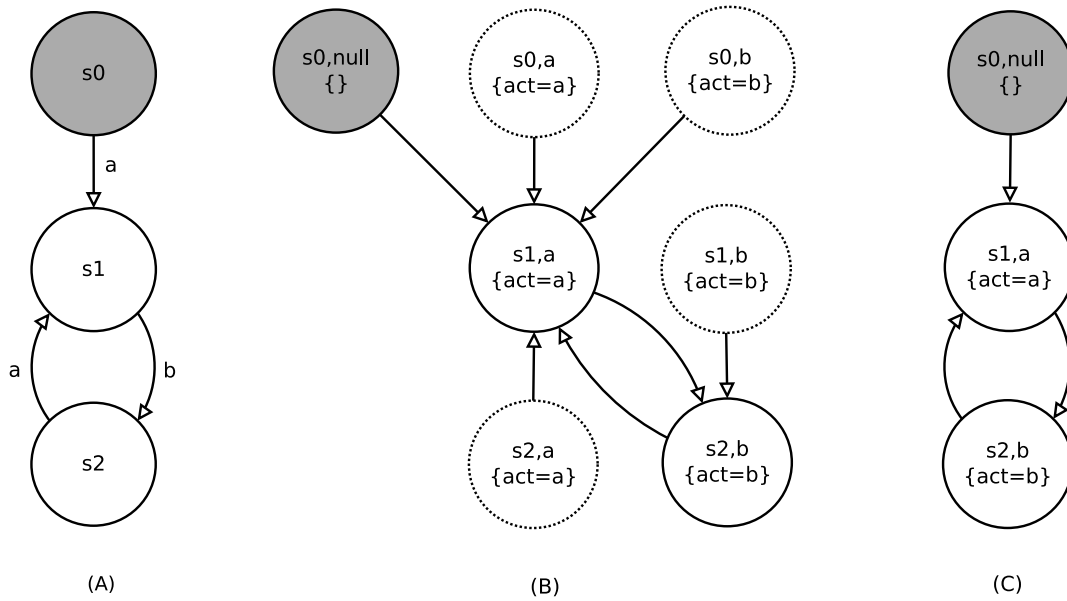 s0
a
s1
a
b
s2
(A)
s0,null
{}
s0,a
{act=a}
s0,b
{act=b}
s1,a
{act=a}
s1,b
{act=b}
s2,a
{act=a}
s2,b
{act=b}
(B)
s0,null
{}
s1,a
{act=a}
s2,b
{act=b}
(C)